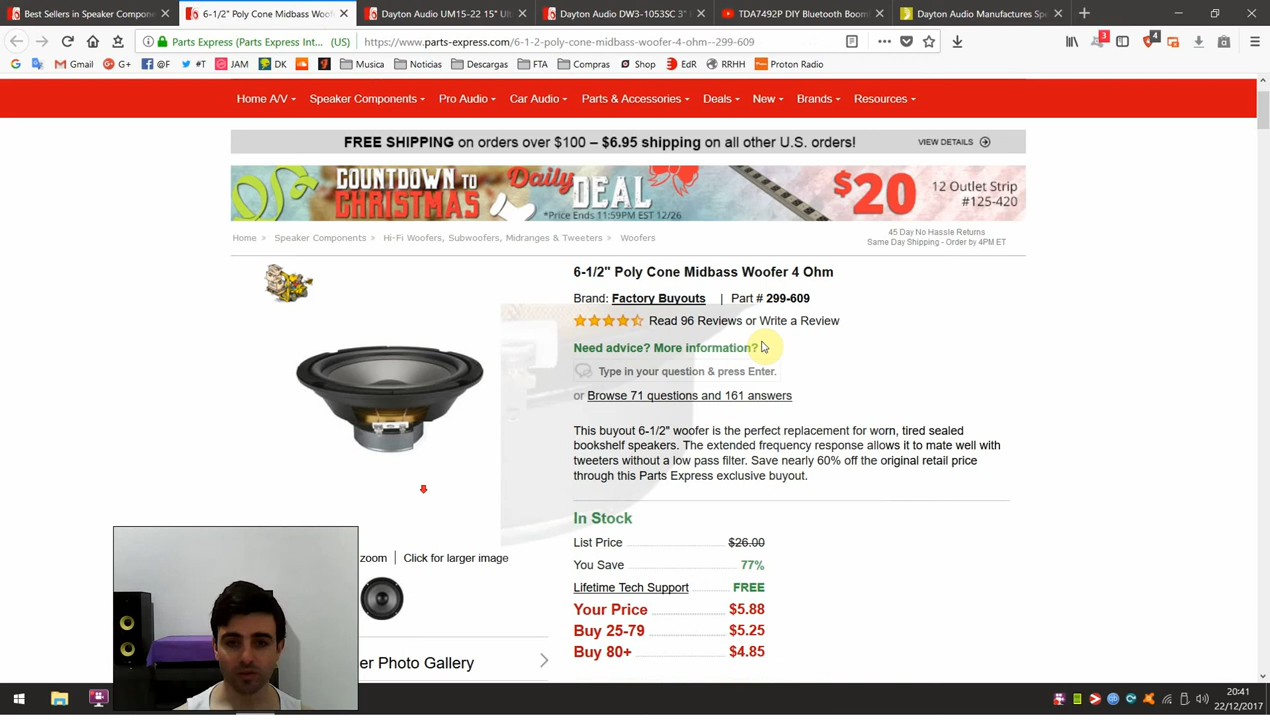 Best Sellers in Speaker Compone
6-1/2" Poly Cone Midbass Woof
Dayton Audio UM15-22 15" Ult
Dayton Audio DW3-1053SC 3"
TDA7492P DIY Bluetooth Boom
Dayton Audio Manufactures Sp
Parts Express (Parts Express Int... (US)
https://www.parts-express.com/6-1-2-poly-cone-midbass-woofer-4-ohm--299-609
3
4
Gmail
G+
@F
#T
JAM
DK
Musica
Noticias
Descargas
FTA
Compras
Shop
EdR
RRHH
Proton Radio
Home A/V
Speaker Components
Pro Audio
Car Audio
Parts & Accessories
Deals
New
Brands
Resources
FREE SHIPPING on orders over $100 – $6.95 shipping on all other U.S. orders!
VIEW DETAILS
COUNTDOWN TO CHRISTMAS
Daily DEAL
*Price Ends 11:59PM EST 12/26
$20
12 Outlet Strip
#125-420
Home » Speaker Components » Hi-Fi Woofers, Subwoofers, Midranges & Tweeters » Woofers
45 Day No Hassle Returns
Same Day Shipping - Order by 4PM ET
6-1/2" Poly Cone Midbass Woofer 4 Ohm
Brand: Factory Buyouts | Part # 299-609
Read 96 Reviews or Write a Review
Need advice? More information?
Type in your question & press Enter.
or Browse 71 questions and 161 answers
This buyout 6-1/2" woofer is the perfect replacement for worn, tired sealed
bookshelf speakers. The extended frequency response allows it to mate well with
tweeters without a low pass filter. Save nearly 60% off the original retail price
through this Parts Express exclusive buyout.
In Stock
List Price $26.00
You Save 77%
Lifetime Tech Support FREE
Your Price $5.88
Buy 25-79 $5.25
Buy 80+ $4.85
zoom | Click for larger image
er Photo Gallery
20:41
22/12/2017